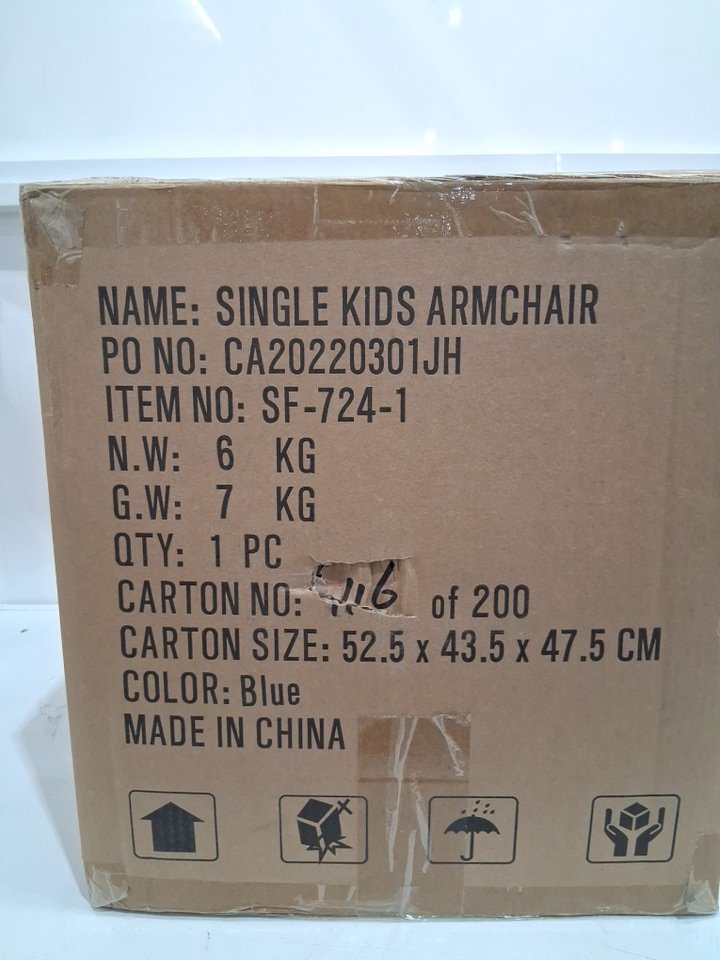 NAME: SINGLE KIDS ARMCHAIR
PO NO: CA20220301JH
ITEM NO: SF-724-1
N.W: 6 KG
G.W: 7 KG
QTY: 1 PC
CARTON NO: 116 of 200
CARTON SIZE: 52.5 x 43.5 x 47.5 CM
COLOR: Blue
MADE IN CHINA